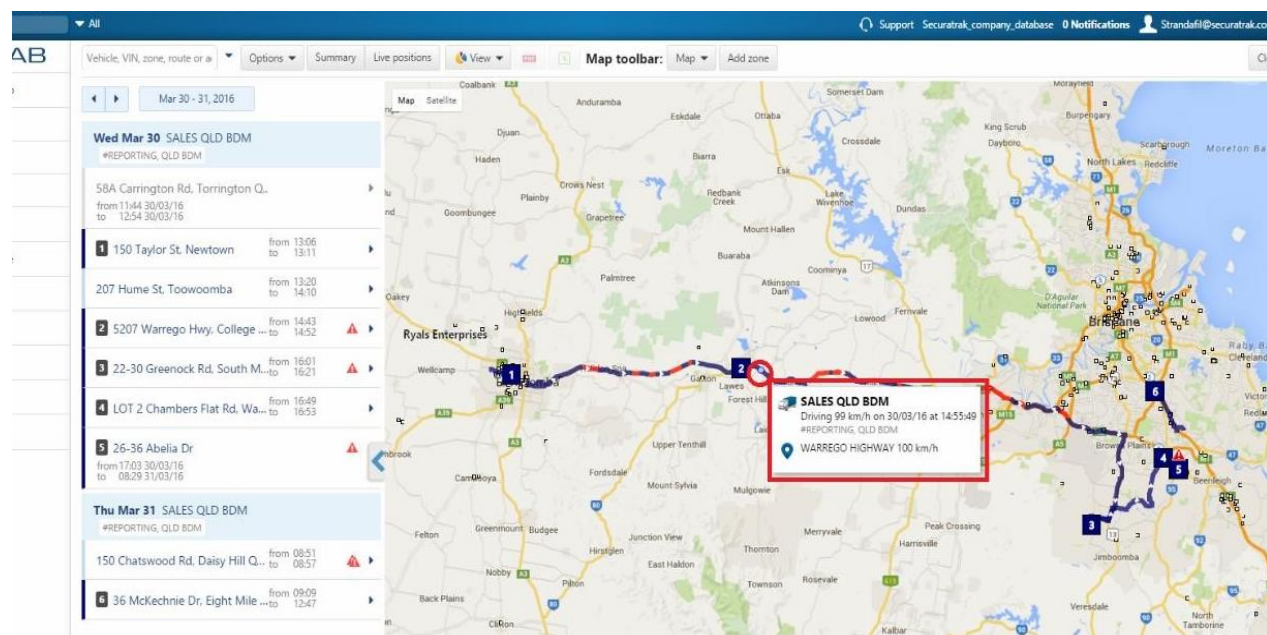 All
Support Securatrak_company_database 0 Notifications Strandafil@securatrak.co
AB
Vehicle, VIN, zone, route or a
Options
Summary
Live positions
View
Map toolbar:
Map
Add zone
Mar 30 - 31, 2016
Wed Mar 30 SALES QLD BDM
#REPORTING, QLD BDM
58A Carrington Rd, Torrington Q..
from 11:44 30/03/16
to 12:54 30/03/16
1 150 Taylor St, Newtown from 13:06
to 13:11
207 Hume St, Toowoomba from 13:20
to 14:10
2 5207 Warrego Hwy, College ... from 14:43
to 14:52
3 22-30 Greenock Rd, South M... from 16:01
to 16:21
4 LOT 2 Chambers Flat Rd, Wa... from 16:49
to 16:53
5 26-36 Abelia Dr
from 17:03 30/03/16
to 08:29 31/03/16
Thu Mar 31 SALES QLD BDM
#REPORTING, QLD BDM
150 Chatswood Rd, Daisy Hill Q... from 08:51
to 08:57
6 36 McKechnie Dr, Eight Mile ... from 09:09
to 12:47
Map Satellite
Coalbank
Anduramba
Eskdale
Ottaba
Somerset Dam
Morayfield
Burpengary
King Scrub
Dayboro
Scarborough
Moreton Ba
Djuan
Haden
Biarra
Esk
Crossdale
North Lakes
Redcliffe
Plainby
Crows Nest
Redbank
Creek
Lake
Wivenhoe
Dundas
Goombungee
Grapetree
Mount Hallen
Buaraba
Coominya
Palmtree
Atkinsons
Dam
D'Aguilar
National Park
Oakey
Highfields
Lowood
Fernvale
Brisbane
Ryals Enterprises
Raby B
Cleveland
Wellcamp
1
2
Gatton
Lawes
Forest Hill
6
Victor
SALES QLD BDM
Driving 99 km/h on 30/03/16 at 14:55:49
#REPORTING, QLD BDM
WARREGO HIGHWAY 100 km/h
Upper Tenthill
Browns Plains
4
5
Beenleigh
Cambooya
Fordsdale
Mount Sylvia
Mulgowie
3
Felton
Greenmount
Budgee
Junction View
Merryvale
Peak Crossing
Harrisville
Hirstglen
Thornton
Jimboomba
East Haldon
Nobby
Pilton
Townson
Rosevale
Back Plains
Veresdale
Clifton
Kalbar
North
Tamborine